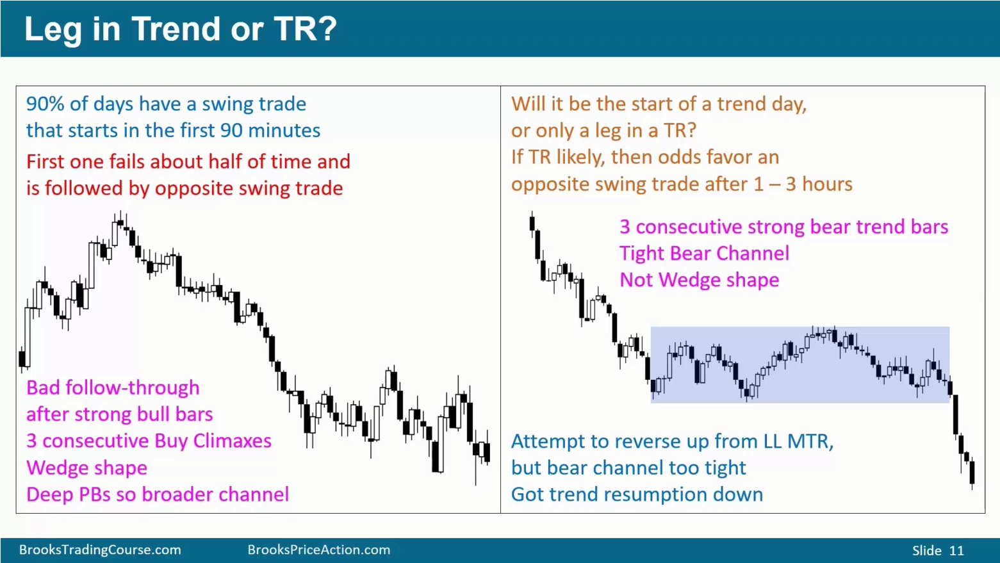 Leg in Trend or TR?
90% of days have a swing trade
that starts in the first 90 minutes
First one fails about half of time and
is followed by opposite swing trade
Bad follow-through
after strong bull bars
3 consecutive Buy Climaxes
Wedge shape
Deep PBs so broader channel
Will it be the start of a trend day,
or only a leg in a TR?
If TR likely, then odds favor an
opposite swing trade after 1 – 3 hours
3 consecutive strong bear trend bars
Tight Bear Channel
Not Wedge shape
Attempt to reverse up from LL MTR,
but bear channel too tight
Got trend resumption down
BrooksTradingCourse.com
BrooksPriceAction.com
Slide 11